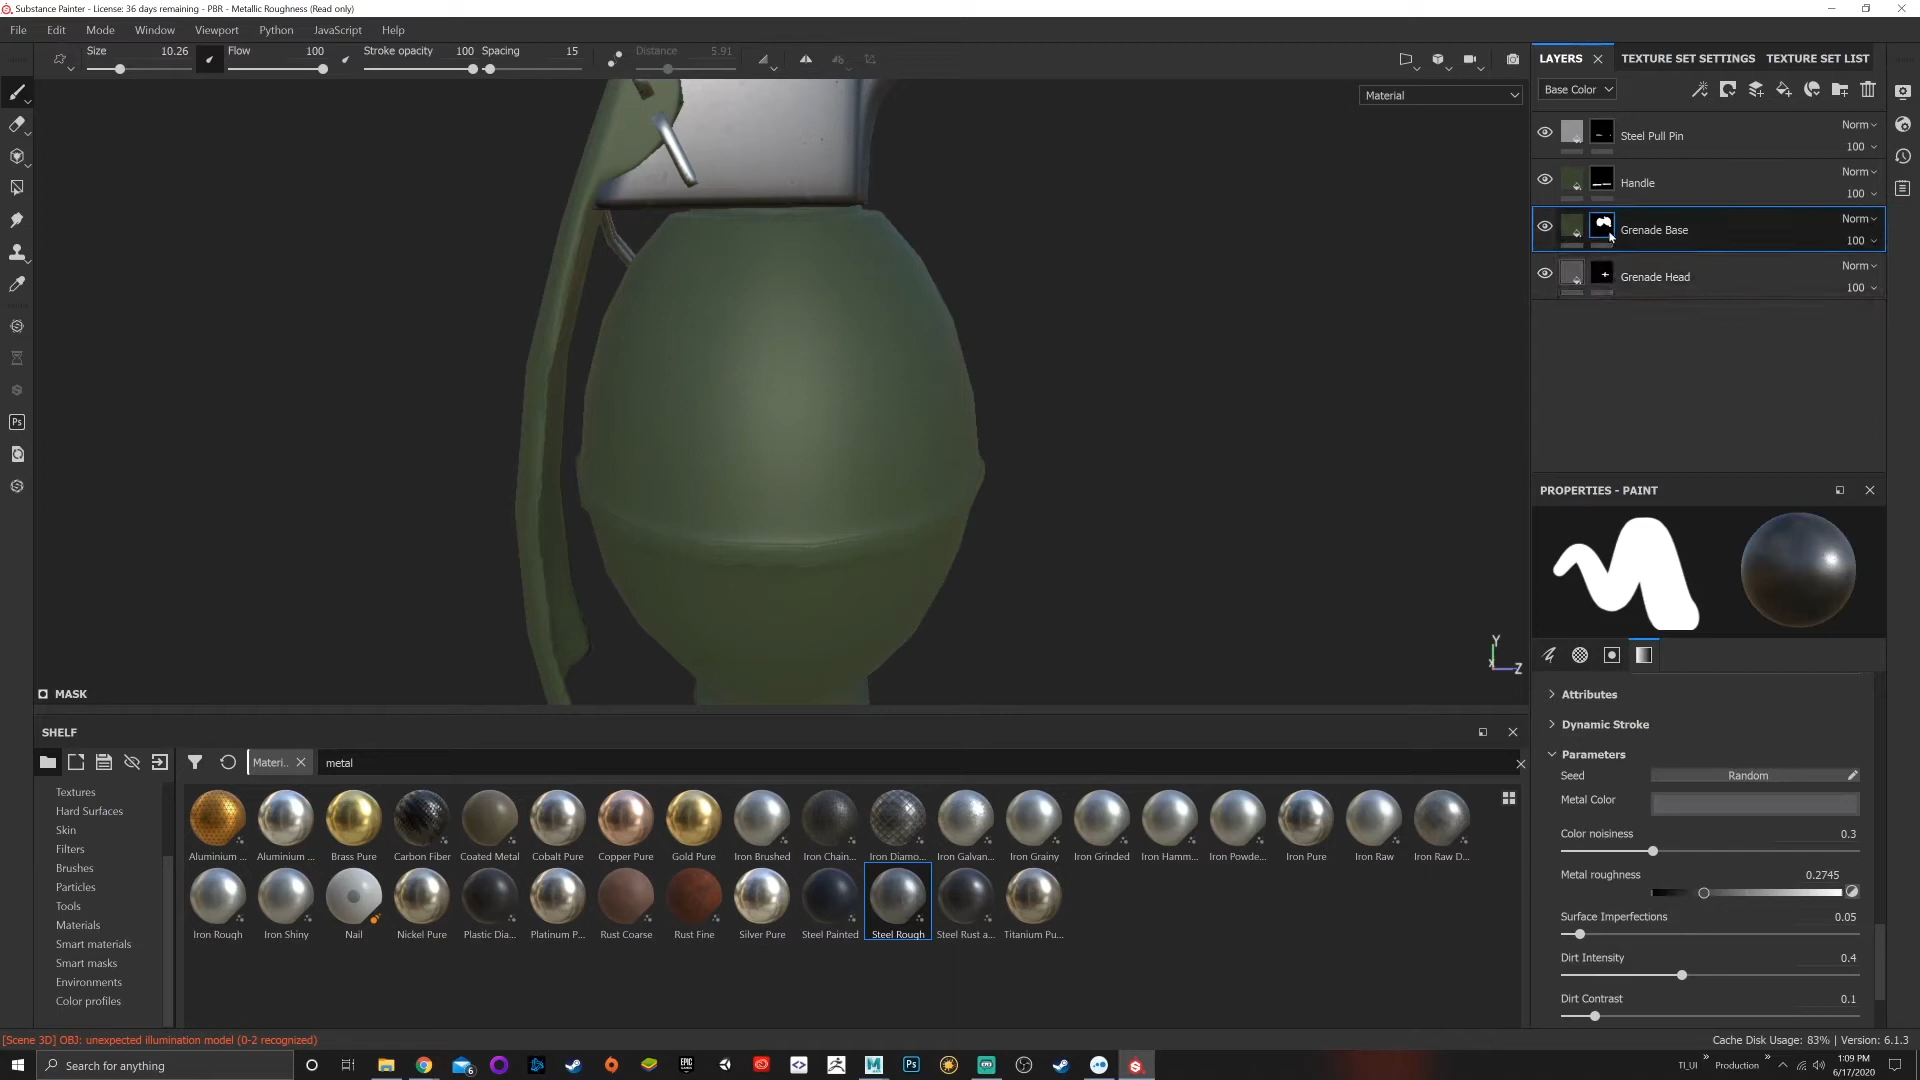 Substance Painter - License: 36 days remaining - PBR - Metallic Roughness (Read only)
File Edit Mode Window Viewport Python JavaScript Help
Size 10.26 Flow 100 Stroke opacity 100 Spacing 15 Distance 5.91
LAYERS TEXTURE SET SETTINGS TEXTURE SET LIST
Base Color
Material
Steel Pull Pin Norm 100
Handle Norm 100
Grenade Base Norm 100
Grenade Head Norm 100
PROPERTIES - PAINT
Y
X Z
MASK
Attributes
Dynamic Stroke
Parameters
Seed Random
Metal Color
Color noisiness 0.3
Metal roughness 0.2745
Surface Imperfections 0.05
Dirt Intensity 0.4
Dirt Contrast 0.1
SHELF
Materi.. metal
Textures
Hard Surfaces
Skin
Filters
Brushes
Particles
Tools
Materials
Smart materials
Smart masks
Environments
Color profiles
Aluminium ... Aluminium ... Brass Pure Carbon Fiber Coated Metal Cobalt Pure Copper Pure Gold Pure Iron Brushed Iron Chain... Iron Diamo... Iron Galvan... Iron Grainy Iron Grinded Iron Hamm... Iron Powde... Iron Pure Iron Raw Iron Raw D...
Iron Rough Iron Shiny Nail Nickel Pure Plastic Dia... Platinum P... Rust Coarse Rust Fine Silver Pure Steel Painted Steel Rough Steel Rust a... Titanium Pu...
[Scene 3D] OBJ: unexpected illumination model (0-2 recognized)
Cache Disk Usage: 83% | Version: 6.1.3
Search for anything
6
EPIC GAMES
Ps
TI_UI
Production
1:09 PM
6/17/2020